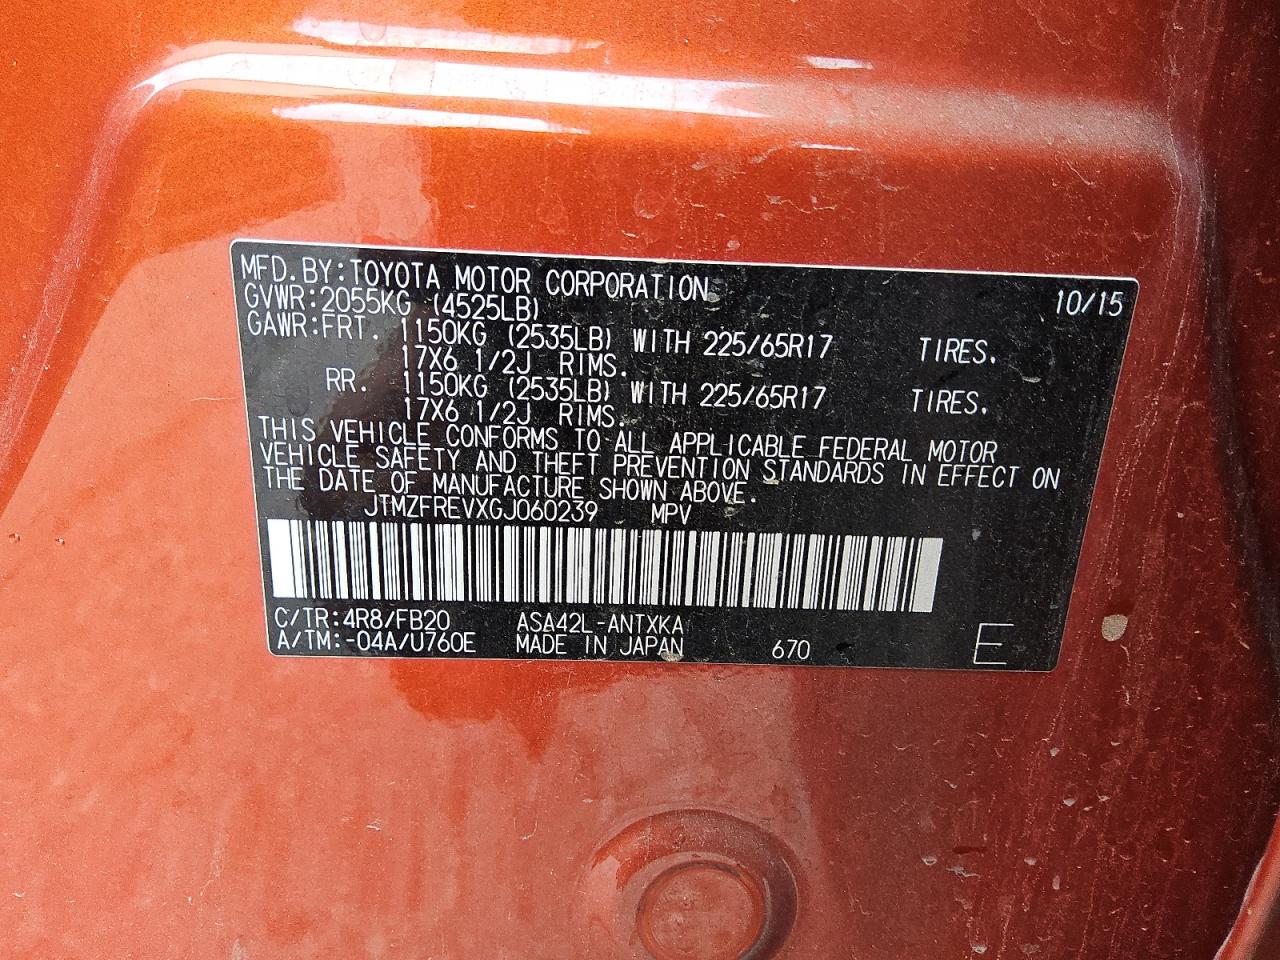 MFD.BY:TOYOTA MOTOR CORPORATION 10/15
GVWR:2055KG (4525LB)
GAWR:FRT. 1150KG (2535LB) WITH 225/65R17 TIRES.
17X6 1/2J RIMS.
RR. 1150KG (2535LB) WITH 225/65R17 TIRES.
17X6 1/2J RIMS.
THIS VEHICLE CONFORMS TO ALL APPLICABLE FEDERAL MOTOR
VEHICLE SAFETY AND THEFT PREVENTION STANDARDS IN EFFECT ON
THE DATE OF MANUFACTURE SHOWN ABOVE.
JTMZFREVXGJ060239 MPV
C/TR:4R8/FB20 ASA42L-ANTXKA
A/TM:-04A/U760E MADE IN JAPAN 670 E